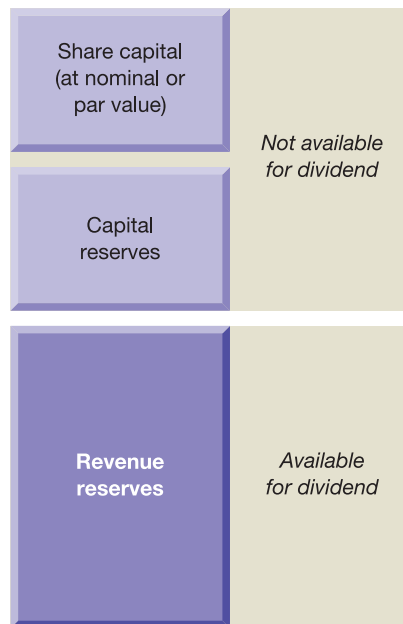 Share capital
(at nominal or
par value)
Not available
for dividend
Capital
reserves
Revenue
reserves
Available
for dividend